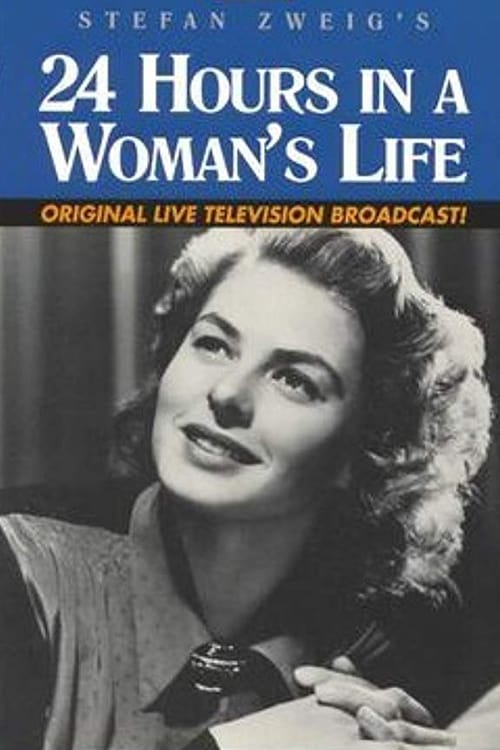 STEFAN ZWEIG'S
24 HOURS IN A
WOMAN'S LIFE
ORIGINAL LIVE TELEVISION BROADCAST!